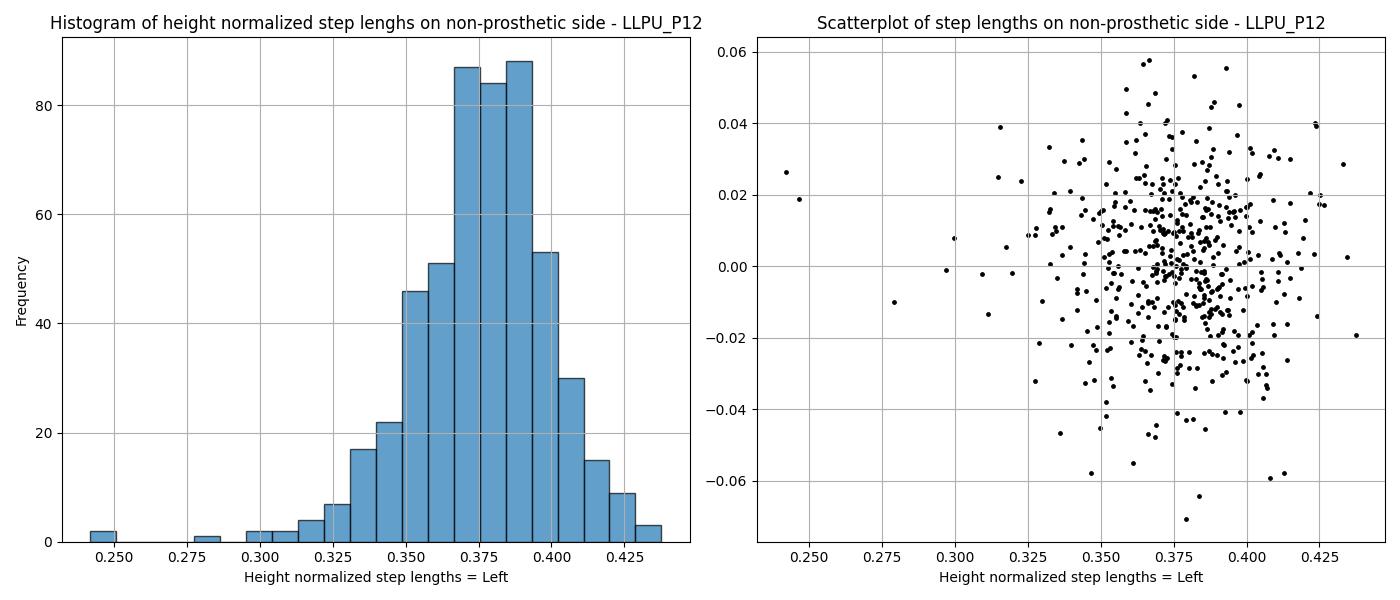 Histogram of height normalized step lenghs on non-prosthetic side - LLPU_P12
Frequency
80
60
40
20
0
0.250 0.275 0.300 0.325 0.350 0.375 0.400 0.425
Height normalized step lengths = Left
Scatterplot of step lengths on non-prosthetic side - LLPU_P12
0.06
0.04
0.02
0.00
−0.02
−0.04
−0.06
0.250 0.275 0.300 0.325 0.350 0.375 0.400 0.425
Height normalized step lengths = Left